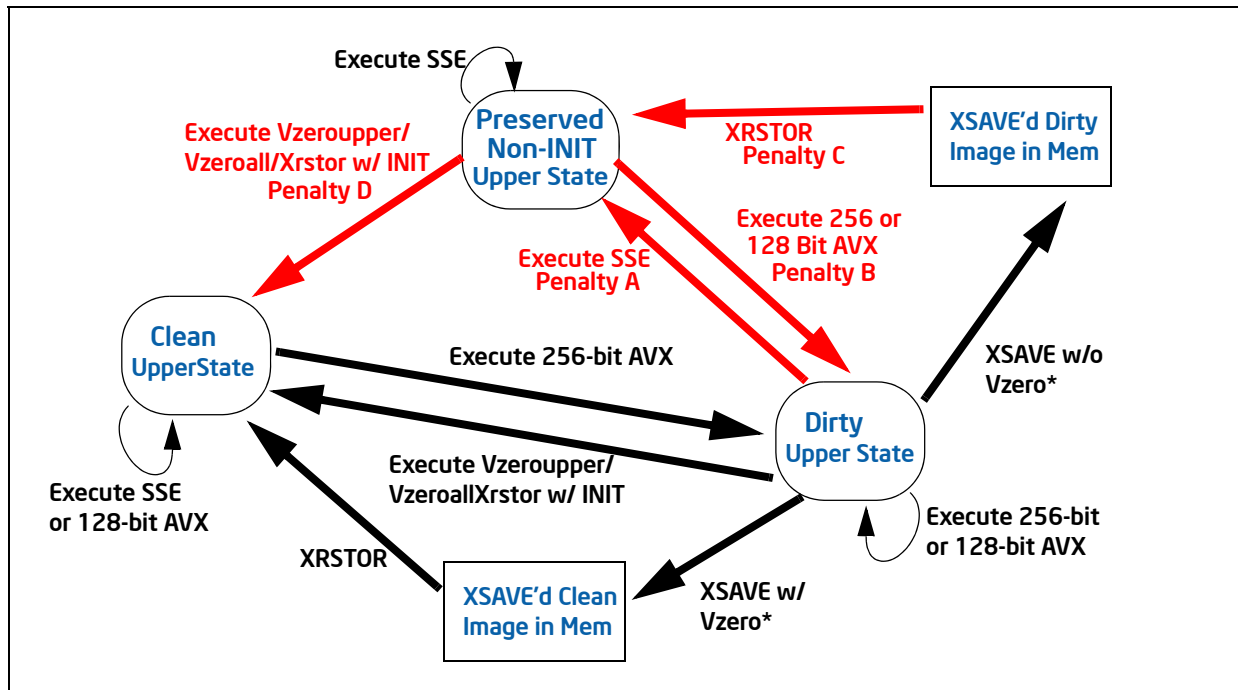 Execute SSE
Preserved
Non-INIT
Upper State
Execute Vzeroupper/
Vzeroall/Xrstor w/ INIT
Penalty D
XRSTOR
Penalty C
XSAVE'd Dirty
Image in Mem
Execute 256 or
128 Bit AVX
Penalty B
Execute SSE
Penalty A
Clean
UpperState
Execute 256-bit AVX
XSAVE w/o
Vzero*
Dirty
Upper State
Execute Vzeroupper/
VzeroallXrstor w/ INIT
Execute SSE
or 128-bit AVX
Execute 256-bit
or 128-bit AVX
XRSTOR
XSAVE'd Clean
Image in Mem
XSAVE w/
Vzero*